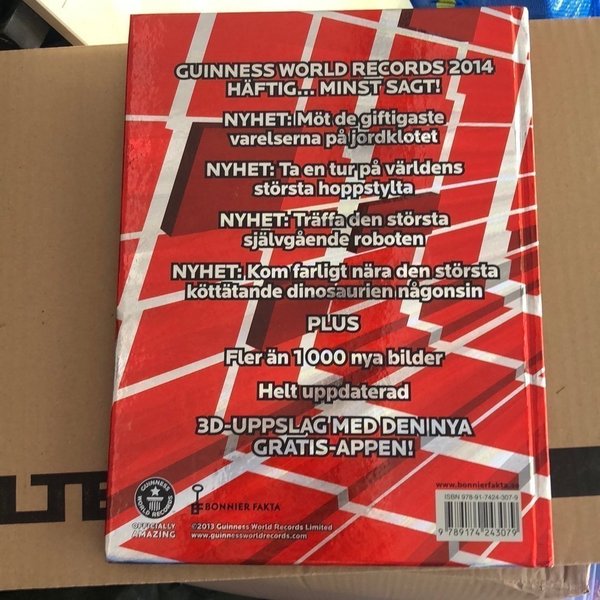 GUINNESS WORLD RECORDS 2014
HÄFTIG... MINST SAGT!
NYHET: Möt de giftigaste
varelserna på jordklotet
NYHET: Ta en tur på världens
största hoppstylta
NYHET: Träffa den största
självgående roboten
NYHET: Kom farligt nära den största
köttätande dinosaurien någonsin
PLUS
Fler än 1 000 nya bilder
Helt uppdaterad
3D-UPPSLAG MED DEN NYA
GRATIS-APPEN!
GUINNESS
WORLD RECORDS
OFFICIALLY
AMAZING
BONNIER FAKTA
©2013 Guinness World Records Limited
www.guinnessworldrecords.com
www.bonnierfakta.se
ISBN 978-91-7424-307-9
9 789174 243079
LTE